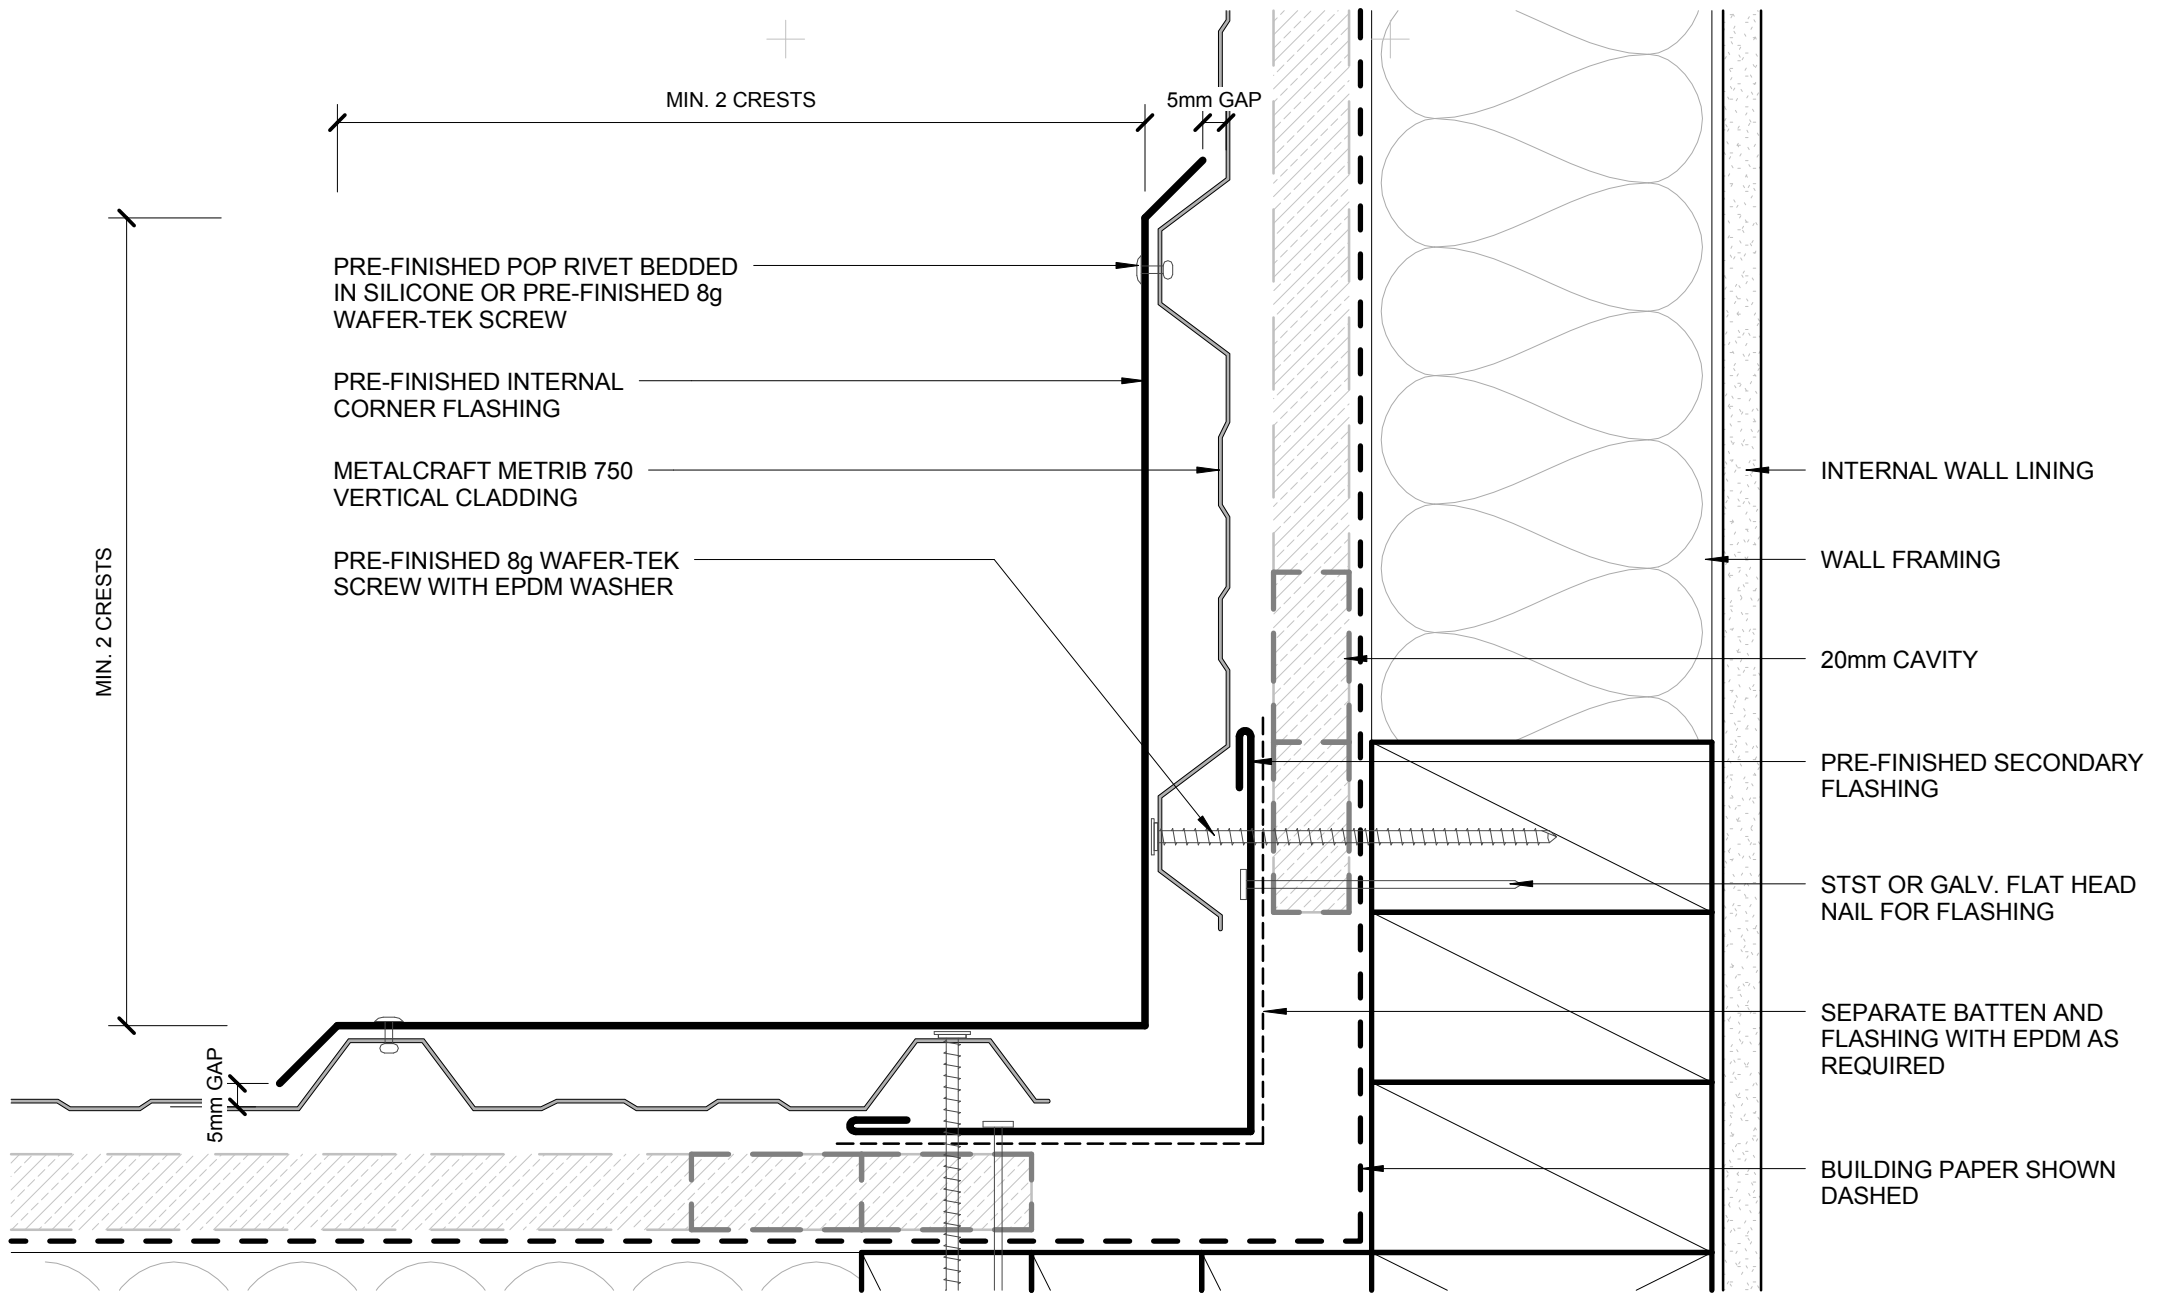 MIN. 2 CRESTS
5mm GAP
PRE-FINISHED POP RIVET BEDDED
IN SILICONE OR PRE-FINISHED 8g
WAFER-TEK SCREW
PRE-FINISHED INTERNAL
CORNER FLASHING
METALCRAFT METRIB 750
VERTICAL CLADDING
PRE-FINISHED 8g WAFER-TEK
SCREW WITH EPDM WASHER
MIN. 2 CRESTS
5mm GAP
INTERNAL WALL LINING
WALL FRAMING
20mm CAVITY
PRE-FINISHED SECONDARY
FLASHING
STST OR GALV. FLAT HEAD
NAIL FOR FLASHING
SEPARATE BATTEN AND
FLASHING WITH EPDM AS
REQUIRED
BUILDING PAPER SHOWN
DASHED